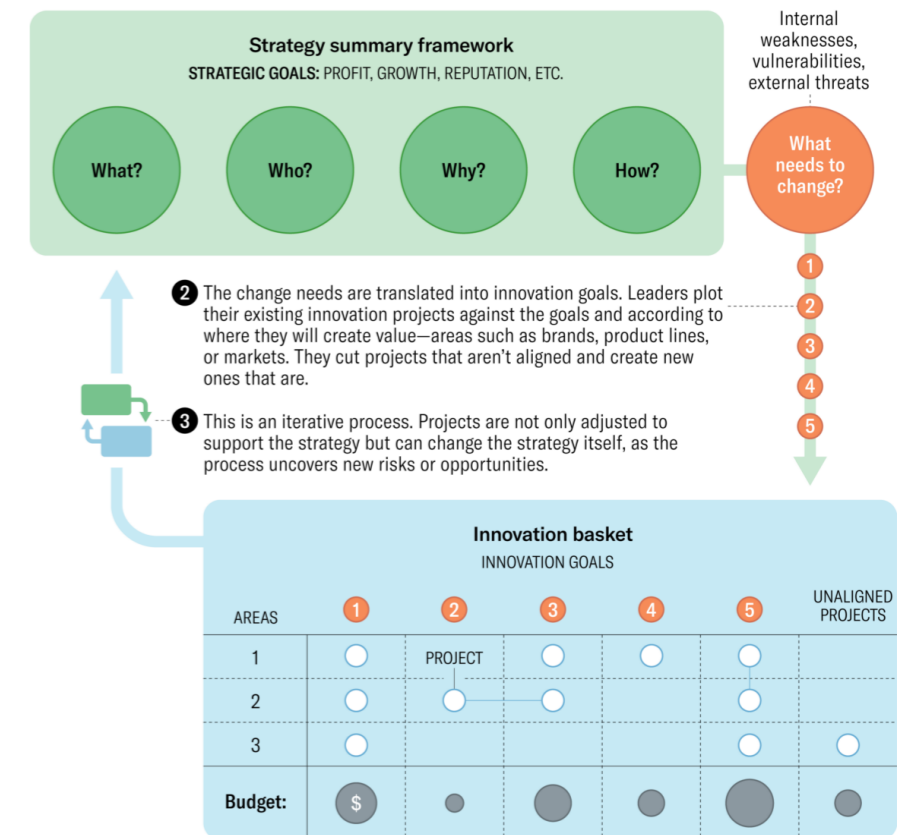 Strategy summary framework
STRATEGIC GOALS: PROFIT, GROWTH, REPUTATION, ETC.
What?
Who?
Why?
How?
Internal
weaknesses,
vulnerabilities,
external threats
What
needs to
change?
1
2
3
4
5
2 The change needs are translated into innovation goals. Leaders plot
their existing innovation projects against the goals and according to
where they will create value—areas such as brands, product lines,
or markets. They cut projects that aren't aligned and create new
ones that are.
3 This is an iterative process. Projects are not only adjusted to
support the strategy but can change the strategy itself, as the
process uncovers new risks or opportunities.
Innovation basket
INNOVATION GOALS
AREAS
1
2
3
4
5
UNALIGNED
PROJECTS
1
PROJECT
2
3
Budget:
$